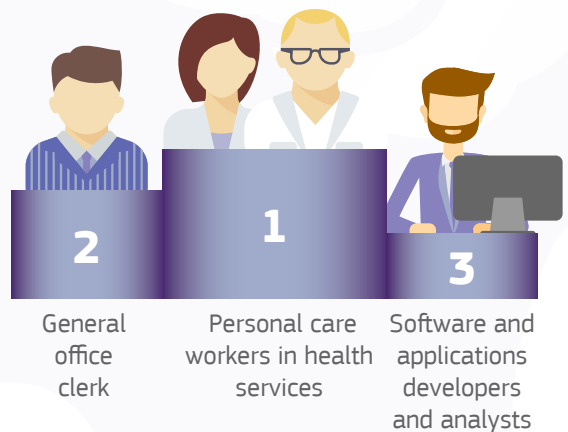 2
1
3
General
office
clerk
Personal care
workers in health
services
Software and
applications
developers
and analysts